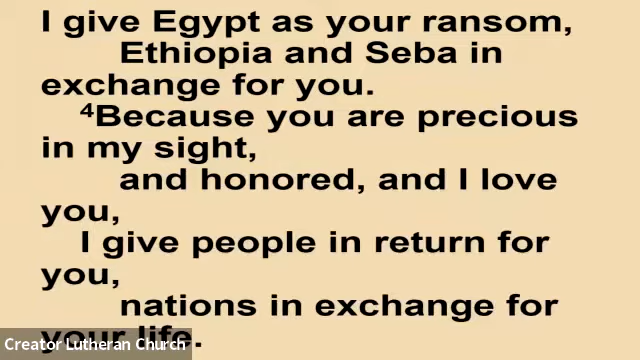 I give Egypt as your ransom,
Ethiopia and Seba in
exchange for you.
⁴Because you are precious
in my sight,
and honored, and I love
you,
I give people in return for
you,
nations in exchange for
your life.
Creator Lutheran Church